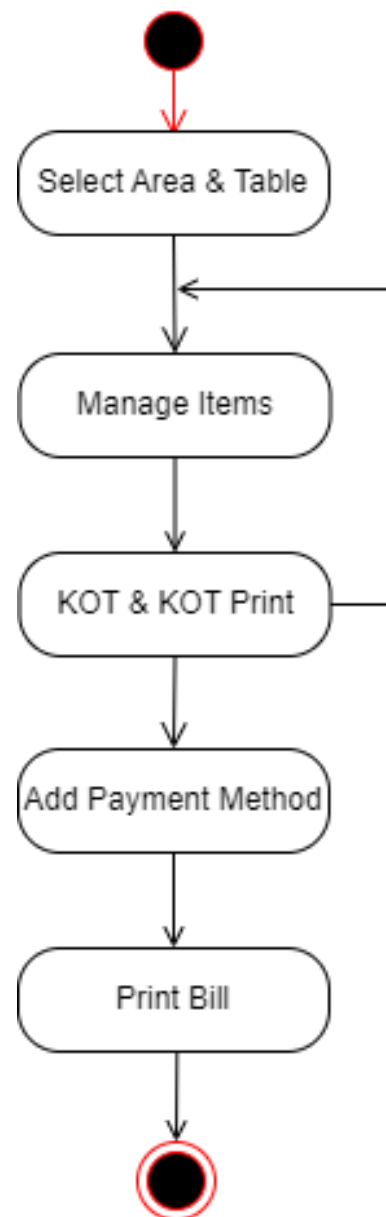 Select Area & Table
Manage Items
KOT & KOT Print
Add Payment Method
Print Bill